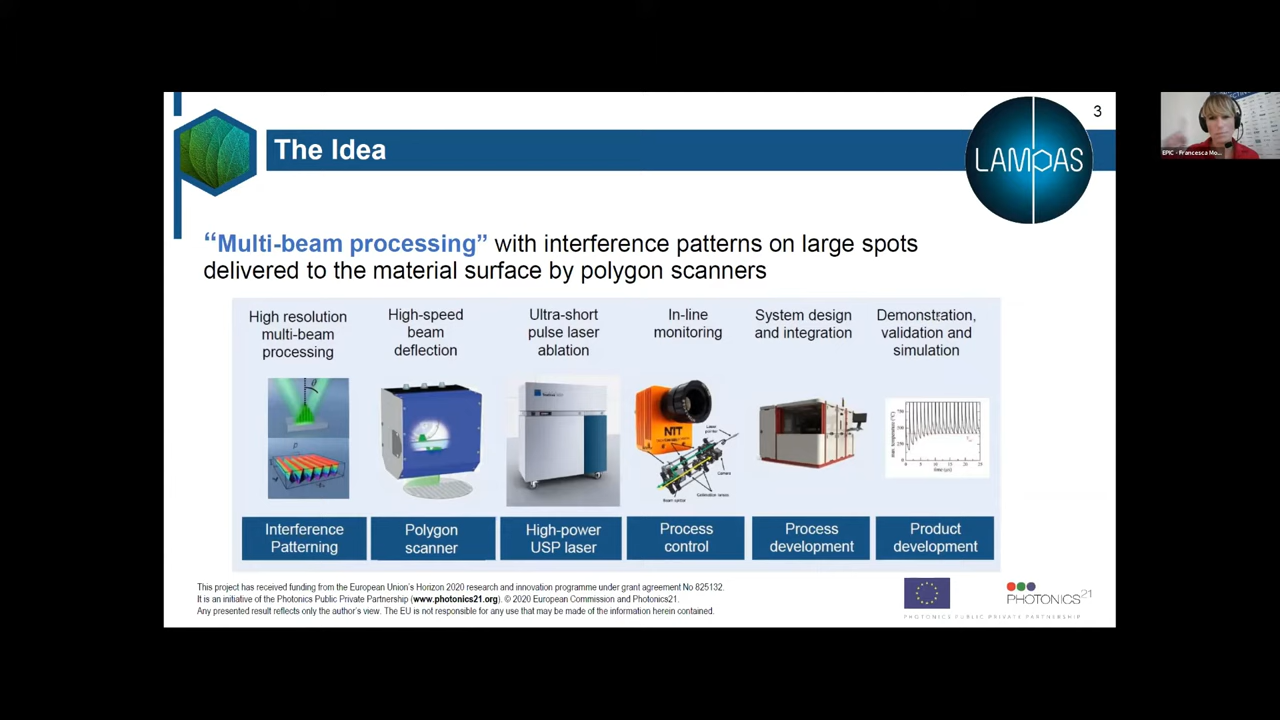 3
The Idea
LAMPAS
“Multi-beam processing” with interference patterns on large spots
delivered to the material surface by polygon scanners
High resolution
multi-beam
processing
High-speed
beam
deflection
Ultra-short
pulse laser
ablation
In-line
monitoring
System design
and integration
Demonstration,
validation and
simulation
NIT
Camera
Interference
Patterning
Polygon
scanner
High-power
USP laser
Process
control
Process
development
Product
development
This project has received funding from the European Union's Horizon 2020 research and innovation programme under grant agreement No 825132.
It is an initiative of the Photonics Public Private Partnership (www.photonics21.org). © 2020 European Commission and Photonics21.
Any presented result reflects only the author's view. The EU is not responsible for any use that may be made of the information herein contained.
PHOTONICS21
PHOTONICS PUBLIC PRIVATE PARTNERSHIP
EPIC - Francesca Mo...